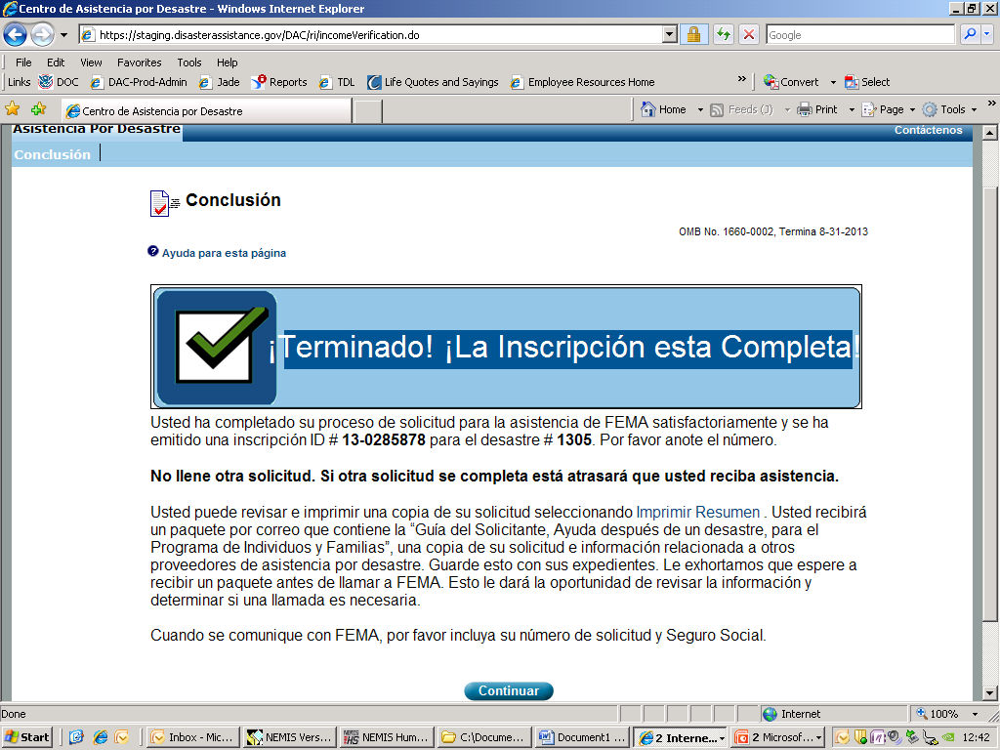 Centro de Asistencia por Desastre - Windows Internet Explorer
https://staging.disasterassistance.gov/DAC/ri/incomeVerification.do
Google
File Edit View Favorites Tools Help
Links DOC DAC-Prod-Admin Jade Reports TDL Life Quotes and Sayings Employee Resources Home » Convert Select
Centro de Asistencia por Desastre Home Feeds (J) Print Page Tools »
Asistencia Por Desastre Contáctenos
Conclusión
Conclusión
OMB No. 1660-0002, Termina 8-31-2013
Ayuda para esta página
¡Terminado! ¡La Inscripción esta Completa!
Usted ha completado su proceso de solicitud para la asistencia de FEMA satisfactoriamente y se ha
emitido una inscripción ID # 13-0285878 para el desastre # 1305. Por favor anote el número.
No llene otra solicitud. Si otra solicitud se completa está atrasará que usted reciba asistencia.
Usted puede revisar e imprimir una copia de su solicitud seleccionando Imprimir Resumen . Usted recibirá
un paquete por correo que contiene la “Guía del Solicitante, Ayuda después de un desastre, para el
Programa de Individuos y Familias”, una copia de su solicitud e información relacionada a otros
proveedores de asistencia por desastre. Guarde esto con sus expedientes. Le exhortamos que espere a
recibir un paquete antes de llamar a FEMA. Esto le dará la oportunidad de revisar la información y
determinar si una llamada es necesaria.
Cuando se comunique con FEMA, por favor incluya su número de solicitud y Seguro Social.
Continuar
Done Internet 100%
Start Inbox - Mic... NEMIS Vers... NEMIS Hum... C:\Docume... Document1 ... 2 Interne... 2 Microsof... 12:42